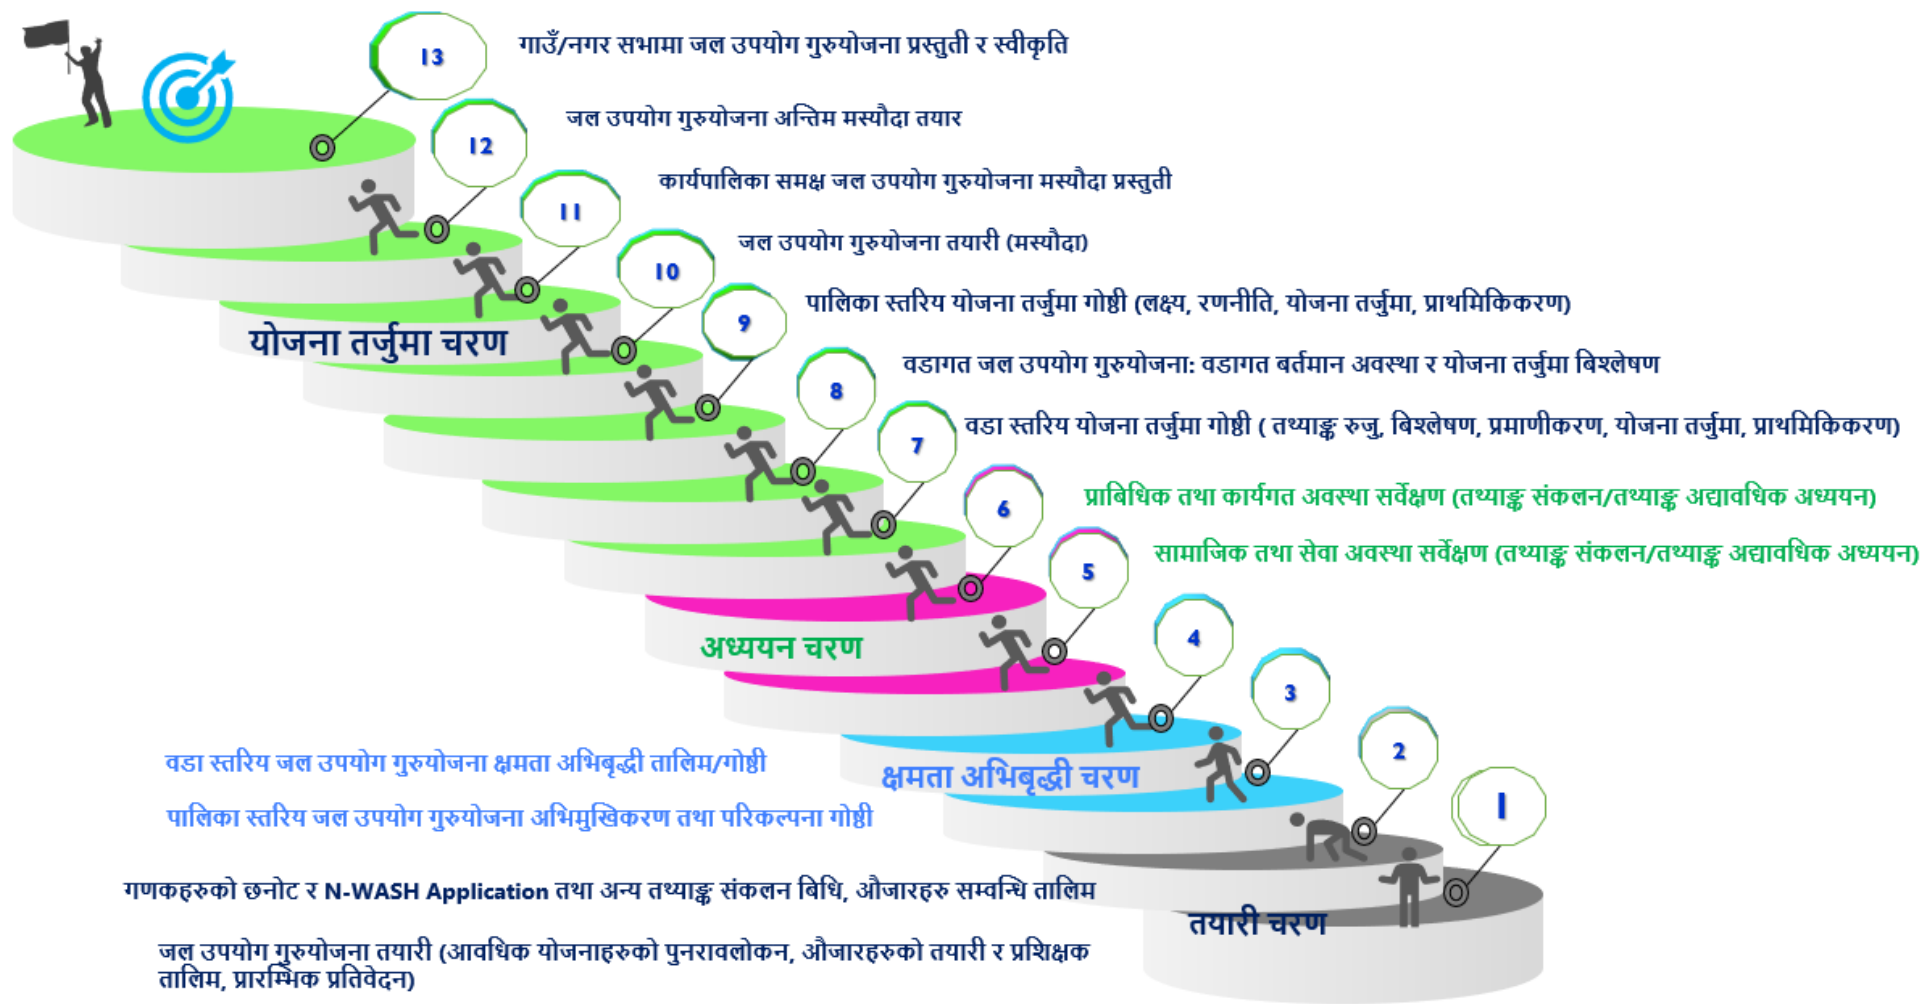 13
गाउँ/नगर सभामा जल उपयोग गुरुयोजना प्रस्तुती र स्वीकृति
12
जल उपयोग गुरुयोजना अन्तिम मस्यौदा तयार
11
कार्यपालिका समक्ष जल उपयोग गुरुयोजना मस्यौदा प्रस्तुती
10
जल उपयोग गुरुयोजना तयारी (मस्यौदा)
9
पालिका स्तरिय योजना तर्जुमा गोष्ठी (लक्ष्य, रणनीति, योजना तर्जुमा, प्राथमिकिकरण)
योजना तर्जुमा चरण
8
वडागत जल उपयोग गुरुयोजना: वडागत बर्तमान अवस्था र योजना तर्जुमा बिश्लेषण
7
वडा स्तरिय योजना तर्जुमा गोष्ठी ( तथ्याङ्क रुजु, बिश्लेषण, प्रमाणीकरण, योजना तर्जुमा, प्राथमिकिकरण)
6
प्राबिधिक तथा कार्यगत अवस्था सर्वेक्षण (तथ्याङ्क संकलन/तथ्याङ्क अद्यावधिक अध्ययन)
5
सामाजिक तथा सेवा अवस्था सर्वेक्षण (तथ्याङ्क संकलन/तथ्याङ्क अद्यावधिक अध्ययन)
अध्ययन चरण
4
3
2
वडा स्तरिय जल उपयोग गुरुयोजना क्षमता अभिबृद्धी तालिम/गोष्ठी
क्षमता अभिबृद्धी चरण
1
पालिका स्तरिय जल उपयोग गुरुयोजना अभिमुखिकरण तथा परिकल्पना गोष्ठी
गणकहरुको छनोट र N-WASH Application तथा अन्य तथ्याङ्क संकलन बिधि, औजारहरु सम्वन्धि तालिम
तयारी चरण
जल उपयोग गुरुयोजना तयारी (आवधिक योजनाहरुको पुनरावलोकन, औजारहरुको तयारी र प्रशिक्षक
तालिम, प्रारम्भिक प्रतिवेदन)